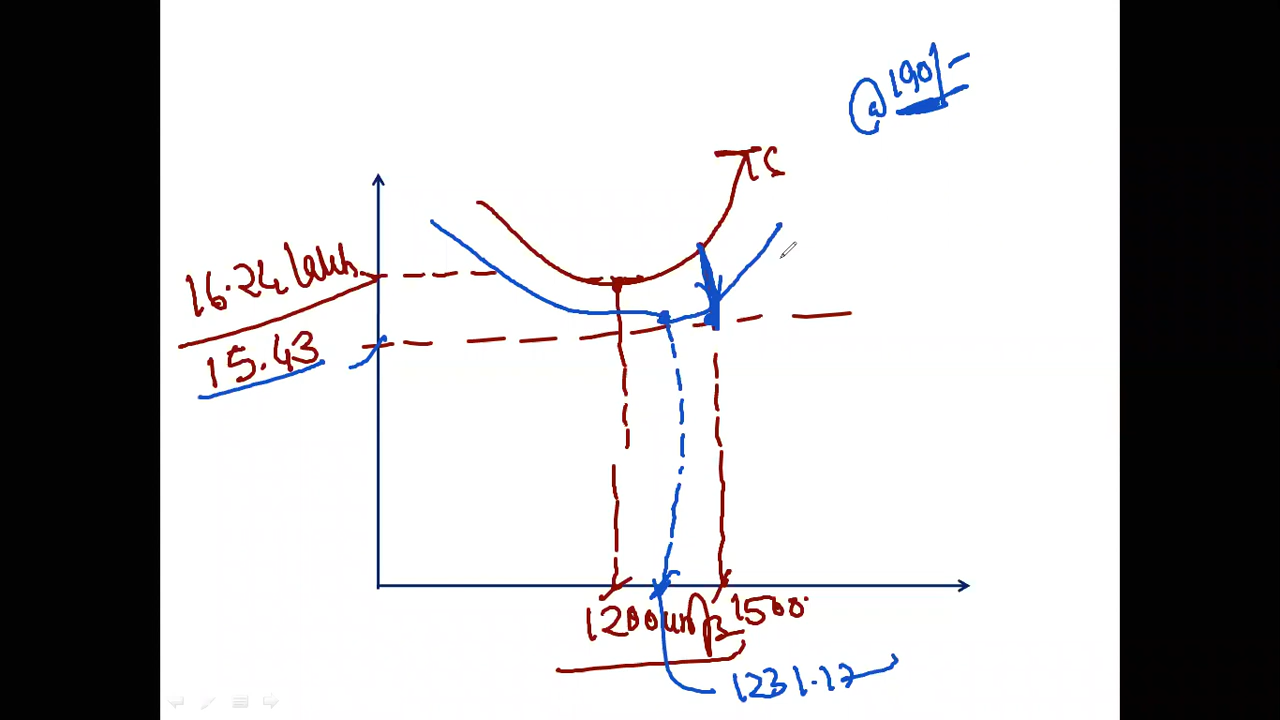 @ 190/-
TC
16.24 lakh
15.43
1200 units
1500
1231.17